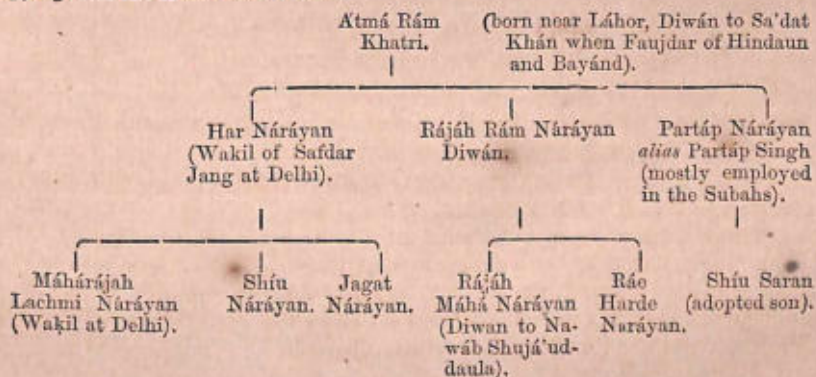 Átmá Rám (born near Láhor, Diwán to Sa'dat
Khatri. Khán when Faujdar of Hindaun
and Bayánd).
Har Náráyan Rájáh Rám Náráyan Partáp Náráyan
(Wakil of Safdar Diwán. alias Partáp Singh
Jang at Delhi). (mostly employed
in the Subahs).
Máhárájah Shíu Jagat Rájáh Ráe Shíu Saran
Lachmi Náráyan Náráyan. Náráyan. Máhá Náráyan Harde (adopted son).
(Wakil at Delhi). (Diwan to Na- Naráyan.
wáb Shujá'ud-
daula).